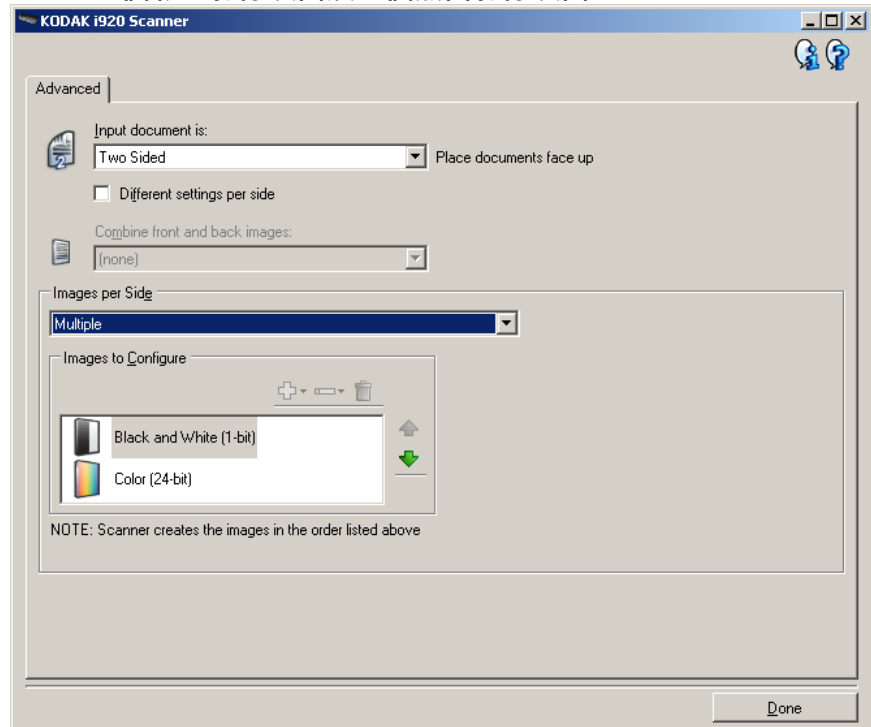 KODAK i920 Scanner
Advanced
Input document is:
Two Sided
Place documents face up
Different settings per side
Combine front and back images:
(none)
Images per Side
Multiple
Images to Configure
Black and White (1-bit)
Color (24-bit)
NOTE: Scanner creates the images in the order listed above
Done